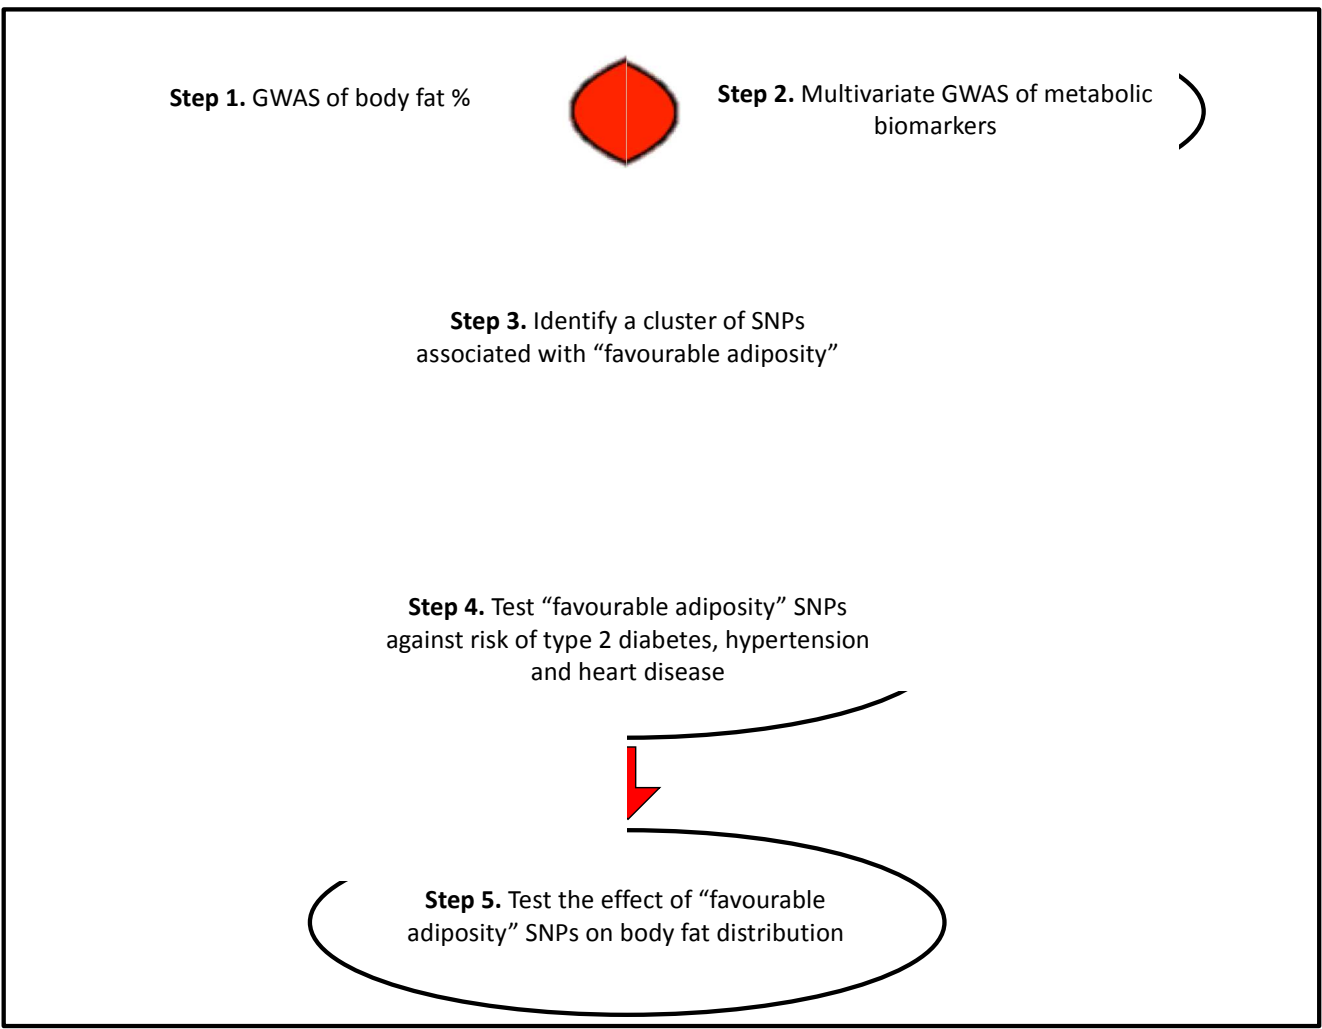 Step 1. GWAS of body fat %
Step 2. Multivariate GWAS of metabolic
biomarkers
Step 3. Identify a cluster of SNPs
associated with “favourable adiposity”
Step 4. Test “favourable adiposity” SNPs
against risk of type 2 diabetes, hypertension
and heart disease
Step 5. Test the effect of “favourable
adiposity” SNPs on body fat distribution